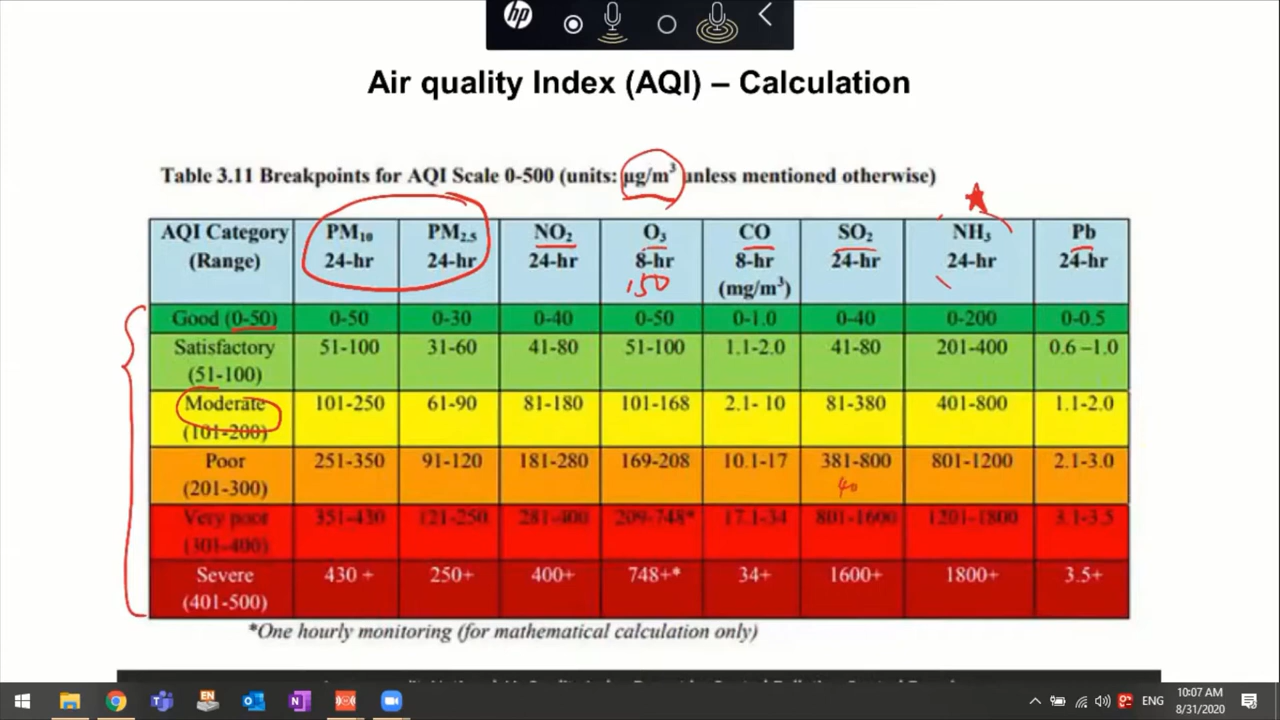 hp
Air quality Index (AQI) – Calculation
Table 3.11 Breakpoints for AQI Scale 0-500 (units: µg/m³ unless mentioned otherwise)
AQI Category (Range) PM₁₀ 24-hr PM₂.₅ 24-hr NO₂ 24-hr O₃ 8-hr CO 8-hr (mg/m³) SO₂ 24-hr NH₃ 24-hr Pb 24-hr
150
Good (0-50) 0-50 0-30 0-40 0-50 0-1.0 0-40 0-200 0-0.5
Satisfactory (51-100) 51-100 31-60 41-80 51-100 1.1-2.0 41-80 201-400 0.6 –1.0
Moderate (101-200) 101-250 61-90 81-180 101-168 2.1- 10 81-380 401-800 1.1-2.0
Poor (201-300) 251-350 91-120 181-280 169-208 10.1-17 381-800 801-1200 2.1-3.0
40
Very poor (301-400) 351-430 121-250 281-400 209-748* 17.1-34 801-1600 1201-1800 3.1-3.5
Severe (401-500) 430 + 250+ 400+ 748+* 34+ 1600+ 1800+ 3.5+
*One hourly monitoring (for mathematical calculation only)
ENG
10:07 AM
8/31/2020